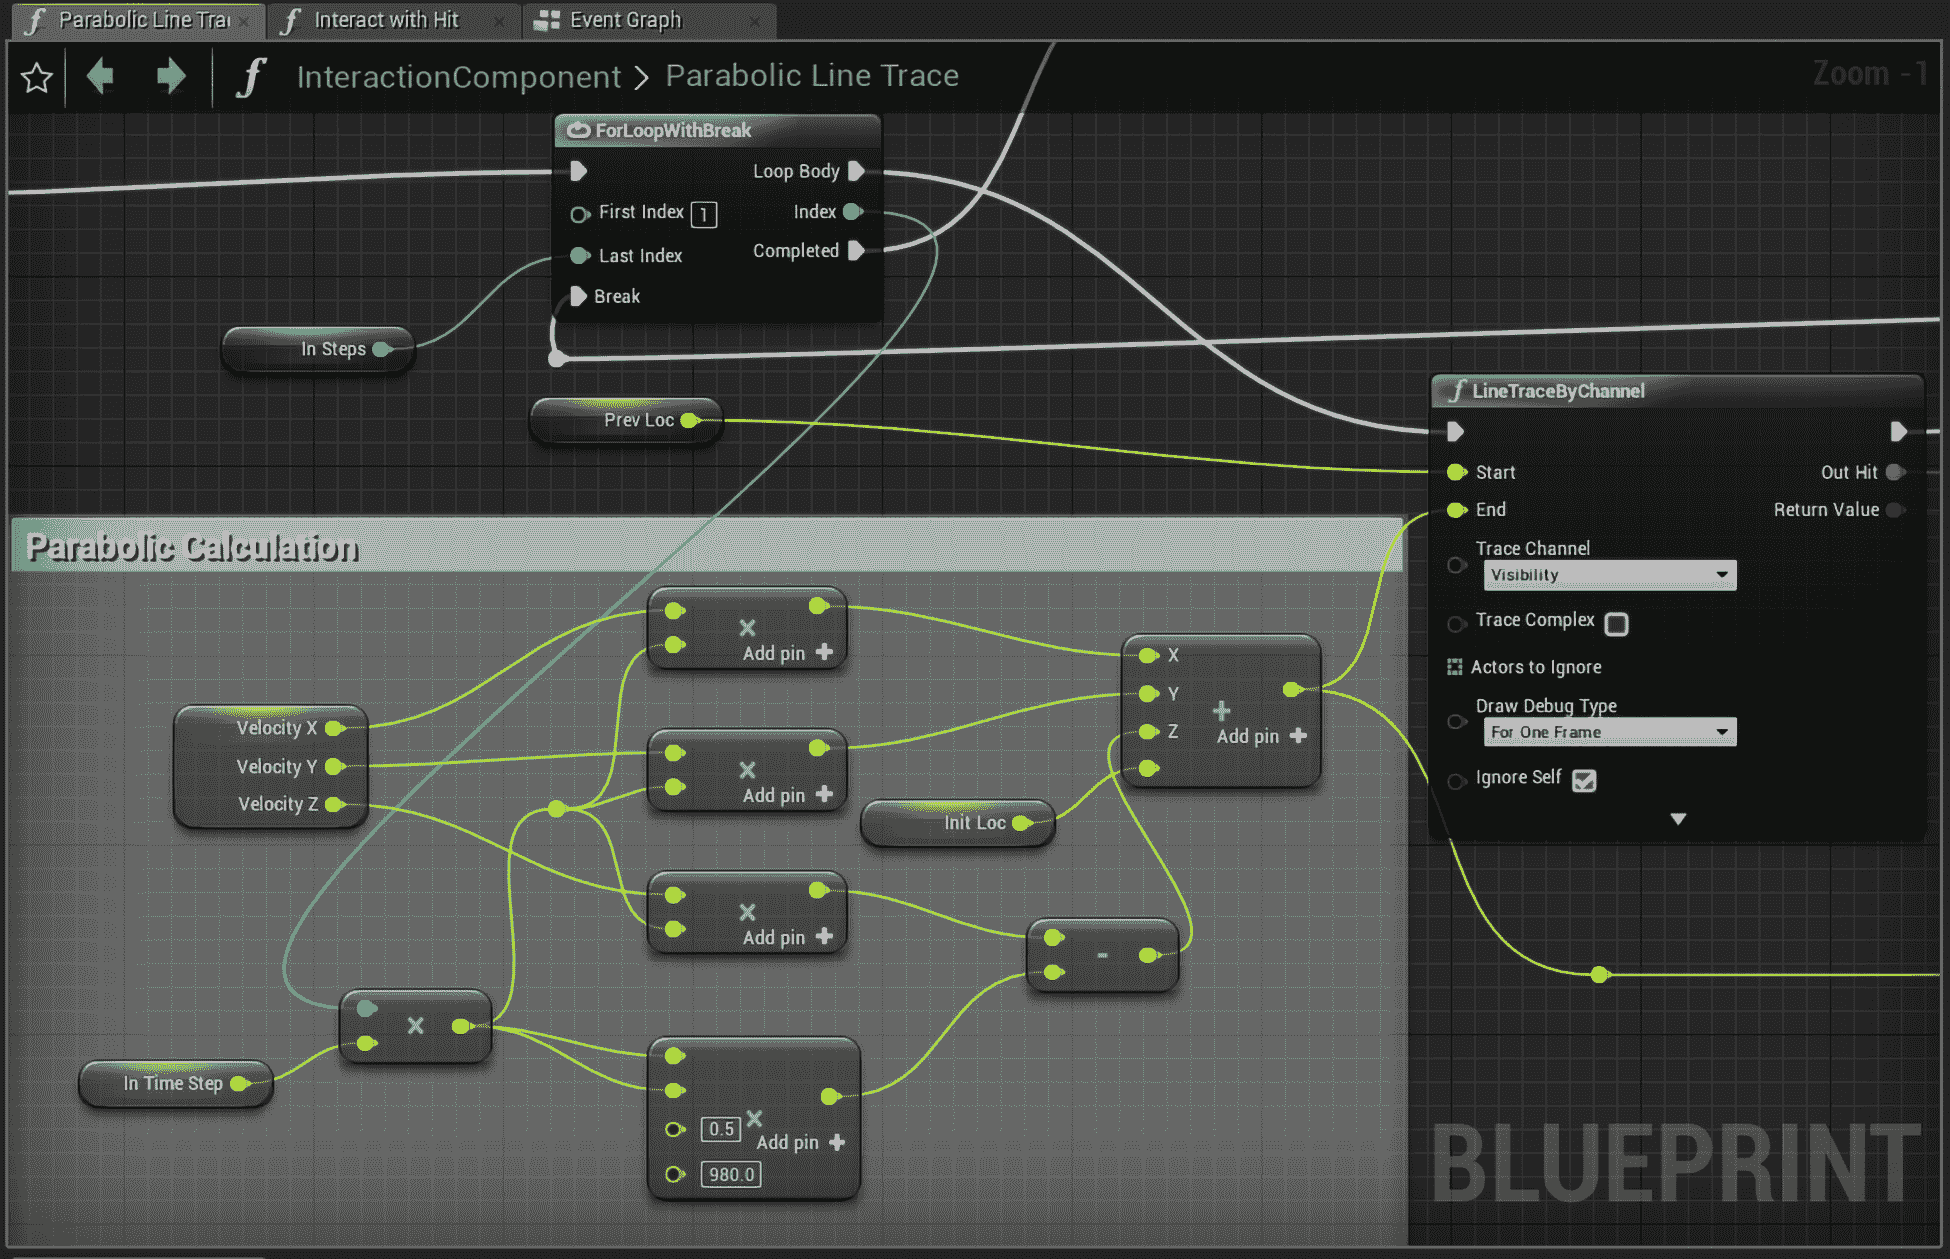 Parabolic Line Tra
Interact with Hit
Event Graph
InteractionComponent > Parabolic Line Trace
Zoom -1
ForLoopWithBreak
Loop Body
First Index 1
Index
Last Index
Completed
Break
In Steps
Prev Loc
LineTraceByChannel
Start
Out Hit
End
Return Value
Trace Channel
Visibility
Trace Complex
Actors to Ignore
Draw Debug Type
For One Frame
Ignore Self
Parabolic Calculation
Add pin +
Velocity X
Velocity Y
Velocity Z
Add pin +
Add pin +
X
Y
Z
Add pin +
Init Loc
In Time Step
0.5
Add pin +
980.0
BLUEPRINT